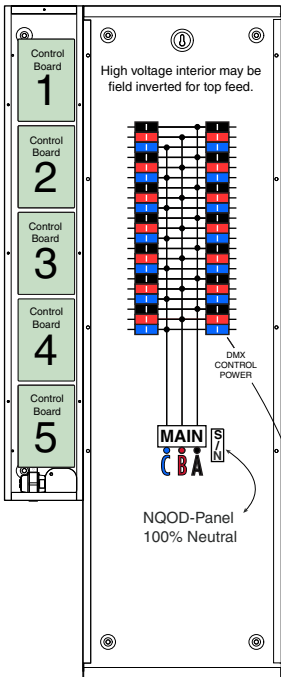 Control
Board
1
Control
Board
2
Control
Board
3
Control
Board
4
Control
Board
5
High voltage interior may be
field inverted for top feed.
DMX
CONTROL
POWER
MAIN
S/N
C B A
NQOD-Panel
100% Neutral